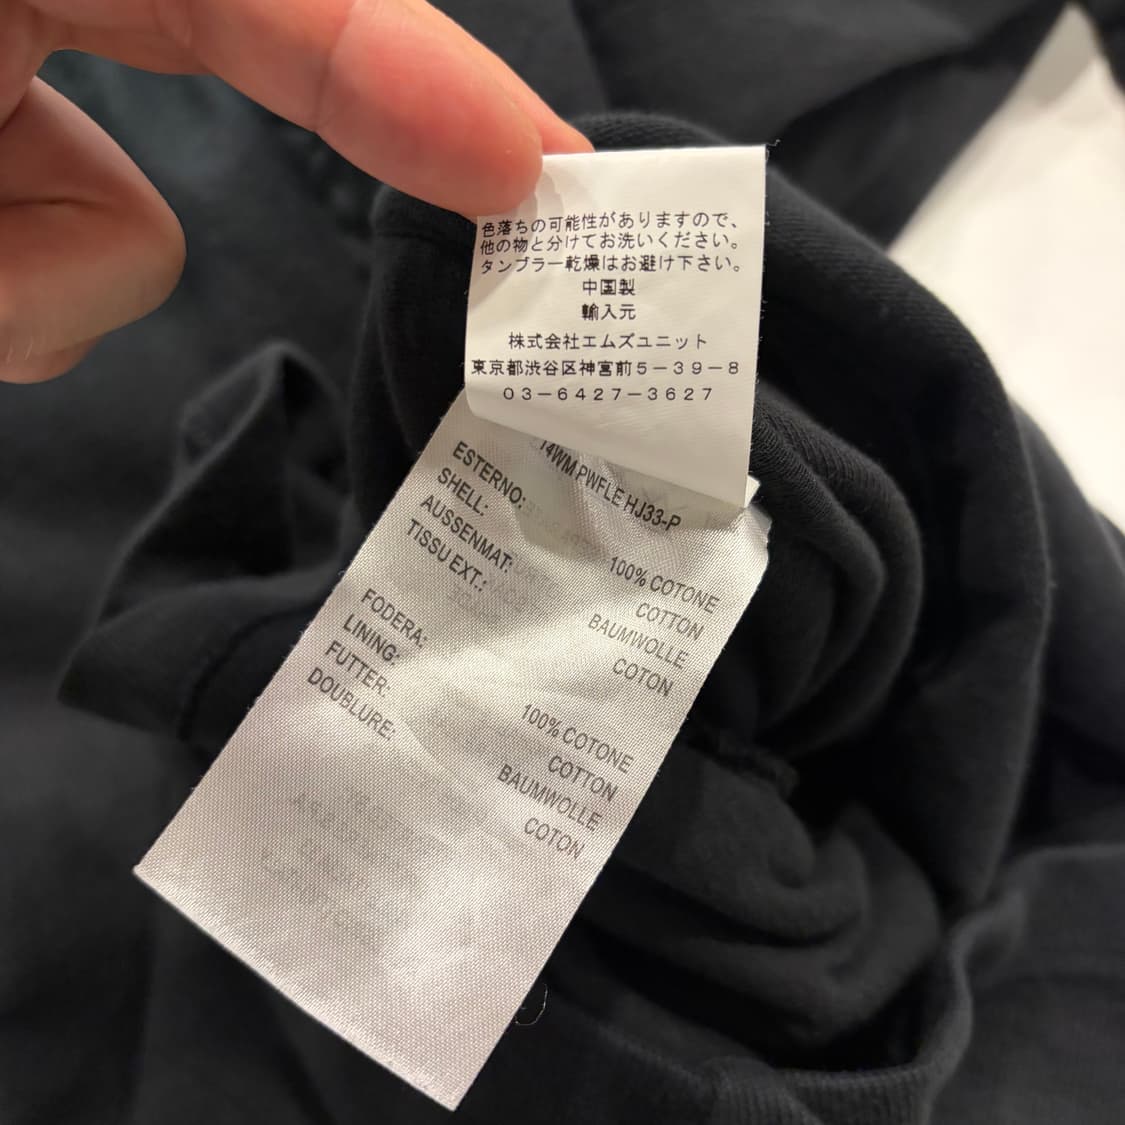 色落ちの可能性がありますので、
他の物と分けてお洗いください。
タンブラー乾燥はお避け下さい。
中国製
輸入元
株式会社エムズユニット
東京都渋谷区神宮前5-39-8
03-6427-3627
14WM PWFLE HJ33-P
ESTERNO: 100% COTONE
SHELL: COTTON
AUSSENMAT: BAUMWOLLE
TISSU EXT.: COTON
FODERA: 100% COTONE
LINING: COTTON
FUTTER: BAUMWOLLE
DOUBLURE: COTON